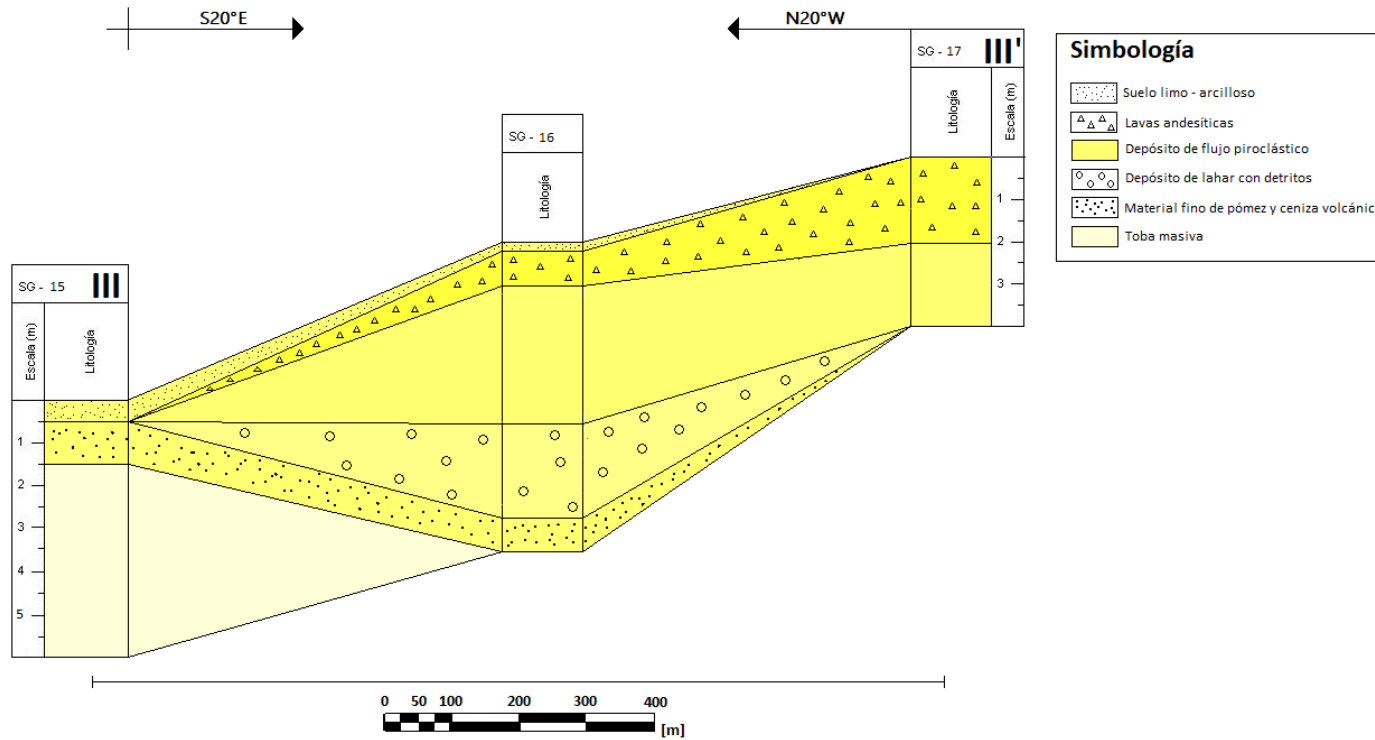 S20°E
N20°W
SG - 17 III'
Litología
Escala (m)
1
2
3
SG - 16
Litología
SG - 15 III
Escala (m)
Litología
1
2
3
4
5
Simbología
Suelo limo - arcilloso
Lavas andesíticas
Depósito de flujo piroclástico
Depósito de lahar con detritos
Material fino de pómez y ceniza volcánic
Toba masiva
0 50 100 200 300 400
[m]